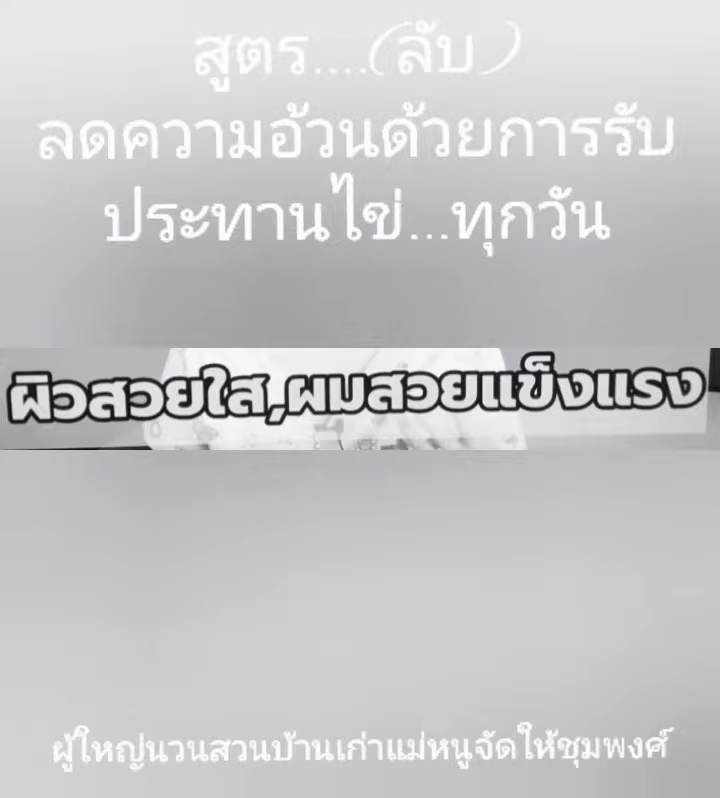 สูตร....(ลับ)
ลดความอ้วนด้วยการรับ
ประทานไข่...ทุกวัน
ผิวสวยใส,ผมสวยแข็งแรง
ผู้ใหญ่นวนสวนบ้านเก่าแม่หนูจัดให้ชุมพงศ์